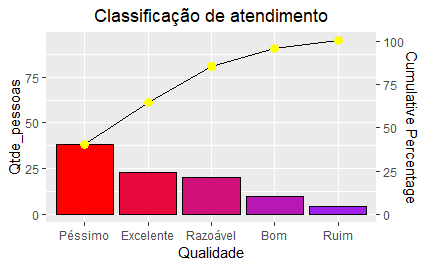 Classificação de atendimento
Qtde_pessoas
75
50
25
0
100
75
50
25
0
Cumulative Percentage
Péssimo Excelente Razoável Bom Ruim
Qualidade